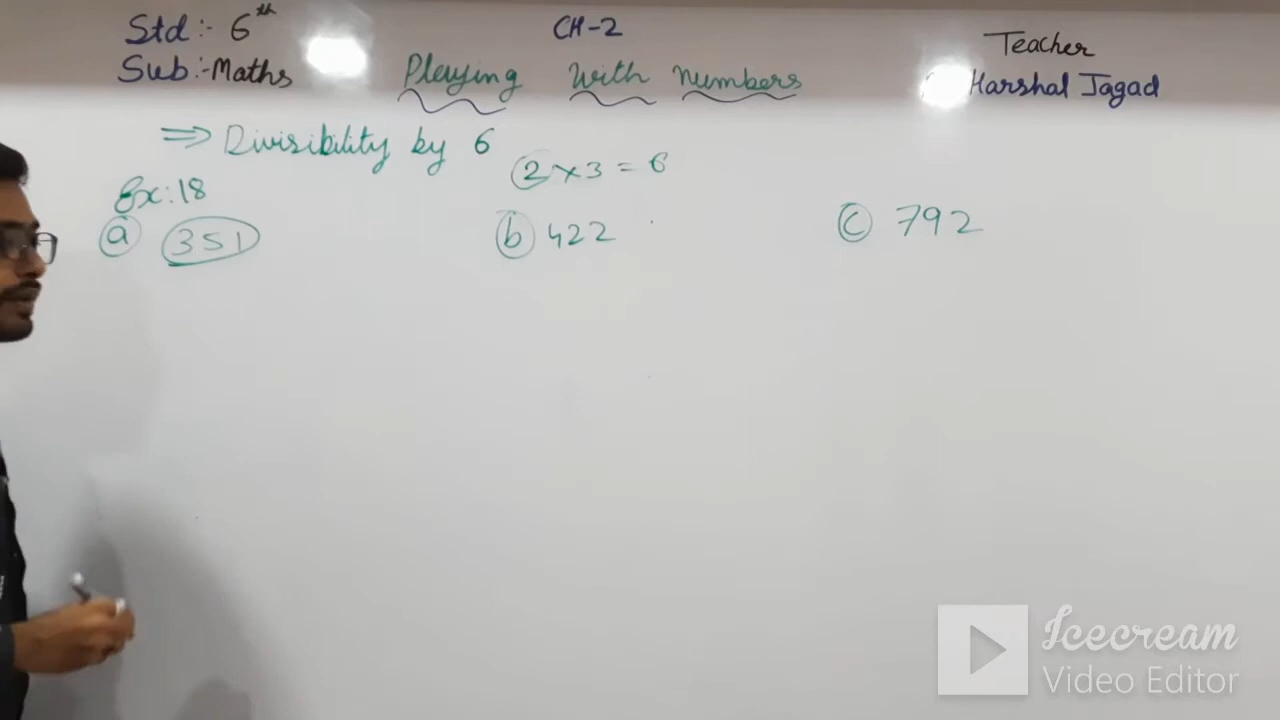 Std :- 6th
CH-2
Teacher
Sub :- Maths
Playing With Numbers
Harshal Jagad
⇒ Divisibility by 6
2 × 3 = 6
Ex: 18
a 351
b 422
c 792
Icecream
Video Editor